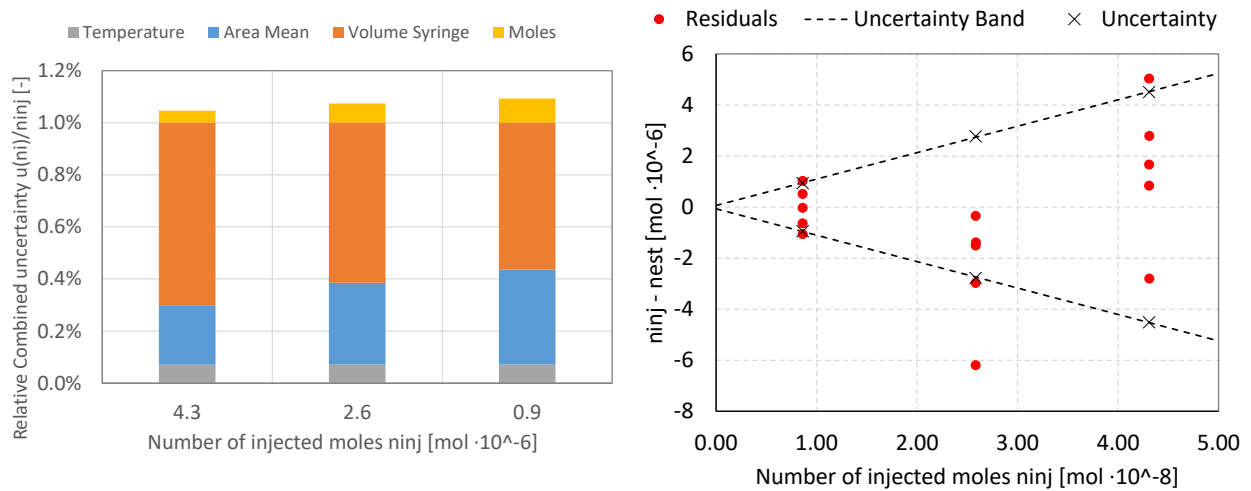 Temperature Area Mean Volume Syringe Moles
Relative Combined uncertainty u(ni)/ninj [-]
1.2%
1.0%
0.8%
0.6%
0.4%
0.2%
0.0%
4.3 2.6 0.9
Number of injected moles ninj [mol ·10^-6]
Residuals Uncertainty Band Uncertainty
ninj - nest [mol ·10^-6]
6
4
2
0
-2
-4
-6
-8
0.00 1.00 2.00 3.00 4.00 5.00
Number of injected moles ninj [mol ·10^-8]